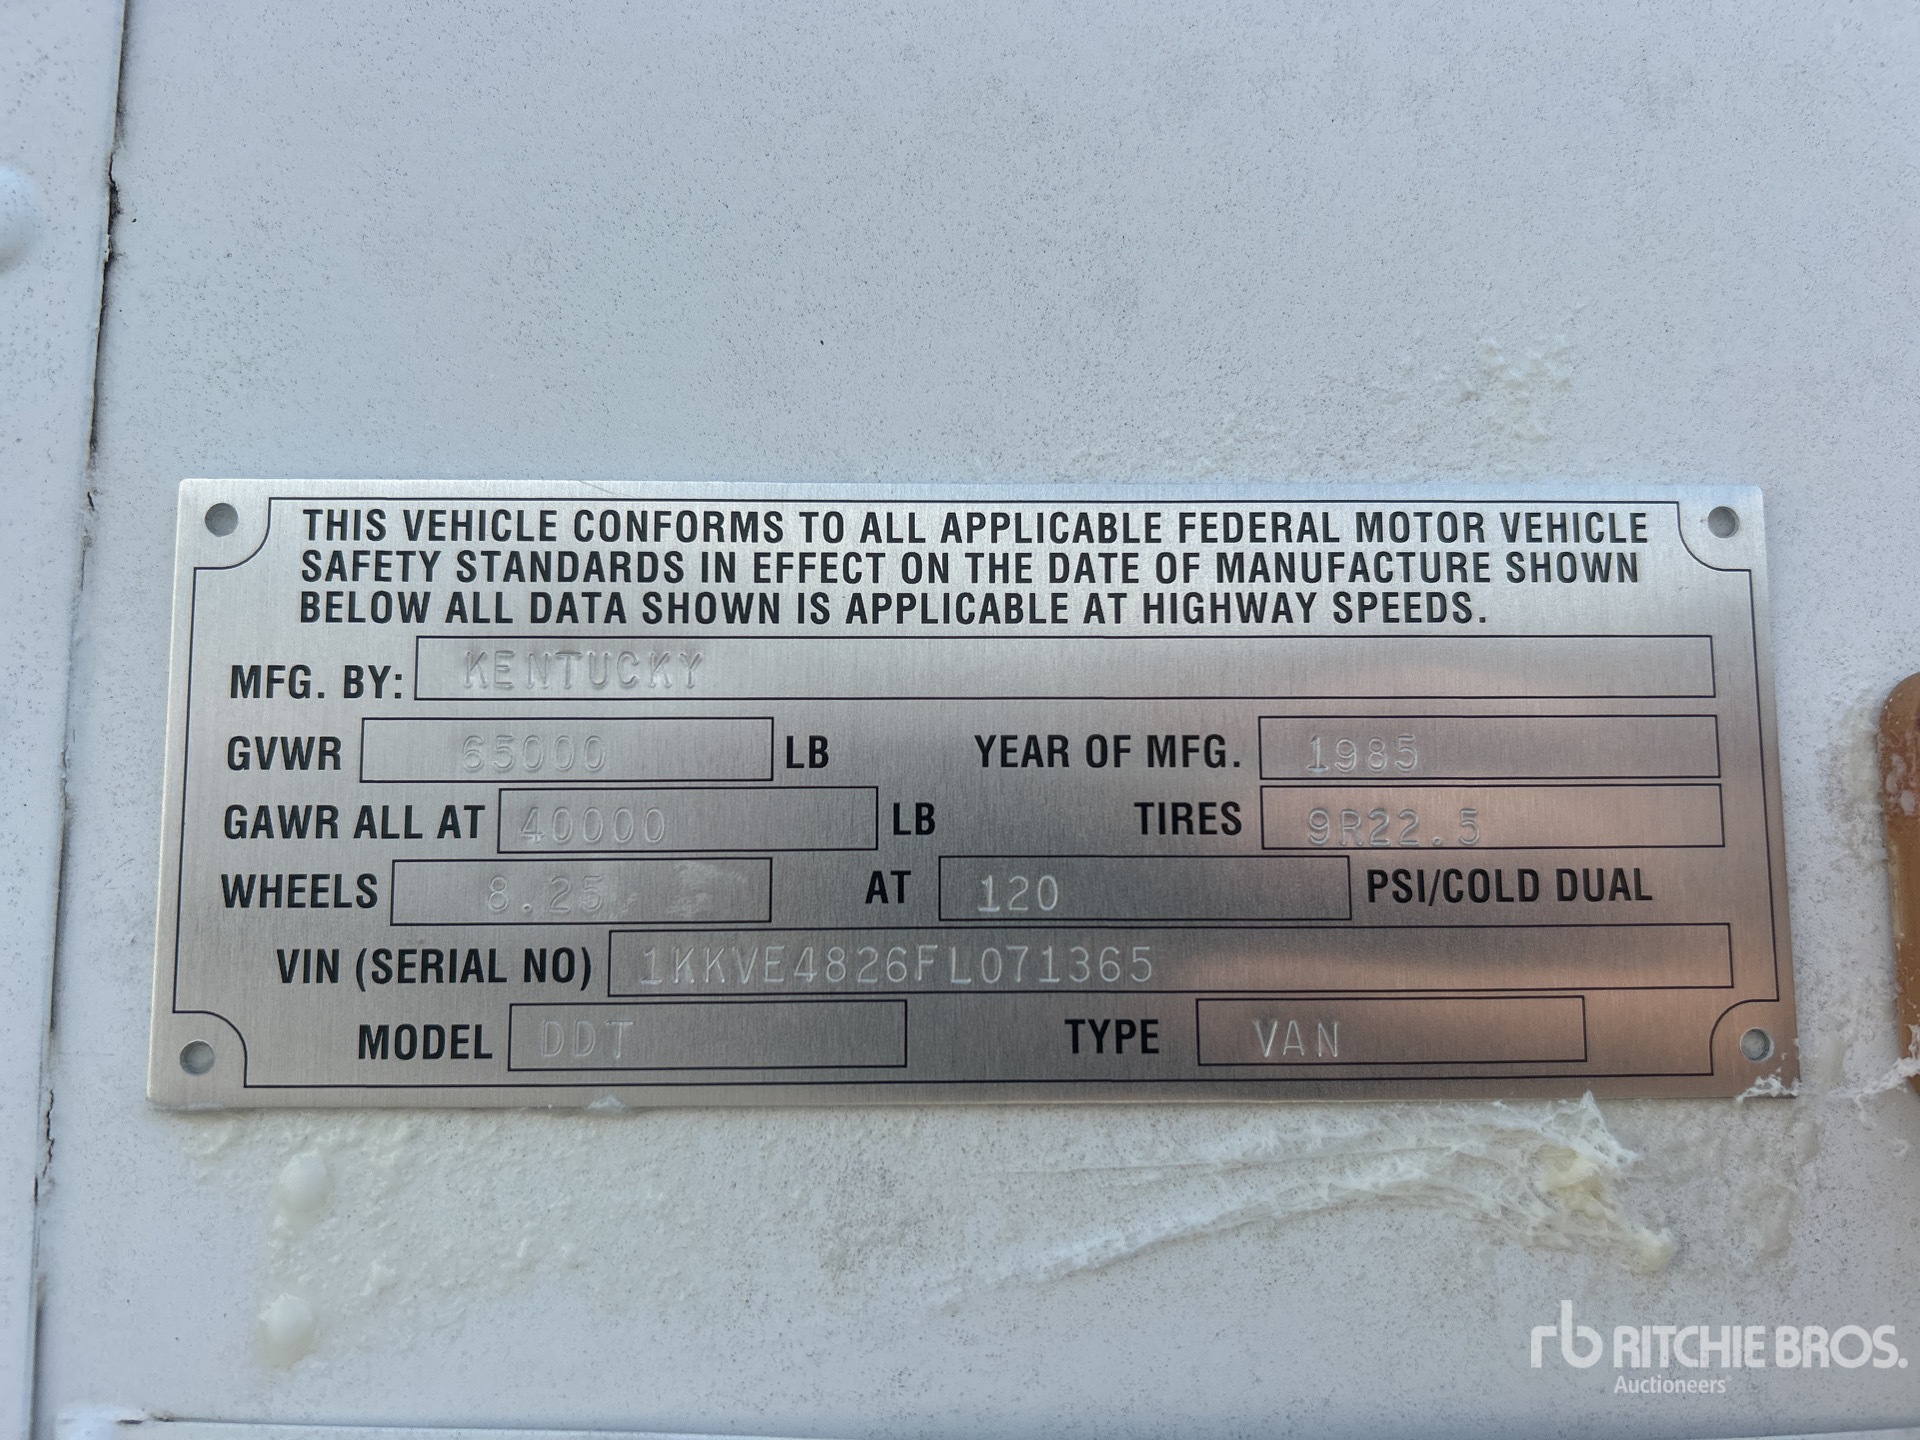 THIS VEHICLE CONFORMS TO ALL APPLICABLE FEDERAL MOTOR VEHICLE
SAFETY STANDARDS IN EFFECT ON THE DATE OF MANUFACTURE SHOWN
BELOW ALL DATA SHOWN IS APPLICABLE AT HIGHWAY SPEEDS.
MFG. BY: KENTUCKY
GVWR 65000 LB YEAR OF MFG. 1985
GAWR ALL AT 40000 LB TIRES 9R22.5
WHEELS 8.25 AT 120 PSI/COLD DUAL
VIN (SERIAL NO) 1KKVE4826FL071365
MODEL DDT TYPE VAN
rb RITCHIE BROS.
Auctioneers